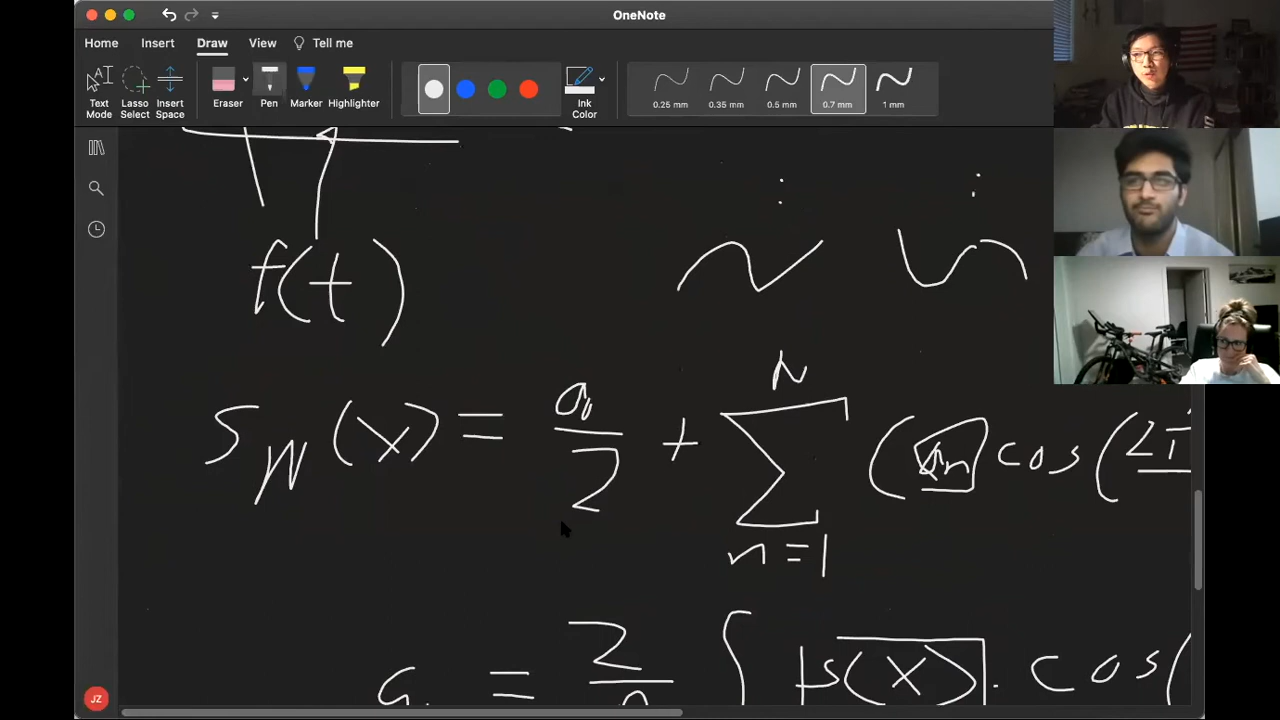 OneNote
Home Insert Draw View Tell me
Text Mode
Lasso Select
Insert Space
Eraser
Pen
Marker
Highlighter
Ink Color
0.25 mm
0.35 mm
0.5 mm
0.7 mm
1 mm
f(t)
S_N(x) = a_0/2 + ∑_{n=1}^{N} (a_n cos(2π
= 2/ ∫ s(x) · cos(
JZ